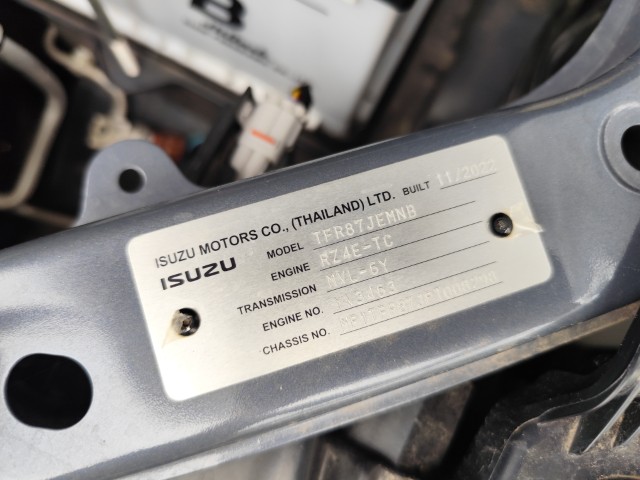 B
ISUZU MOTORS CO., (THAILAND) LTD. BUILT 11/2022
ISUZU
MODEL TFR87JEMNB
ENGINE RZ4E-TC
TRANSMISSION MVL-6Y
ENGINE NO.
CHASSIS NO.